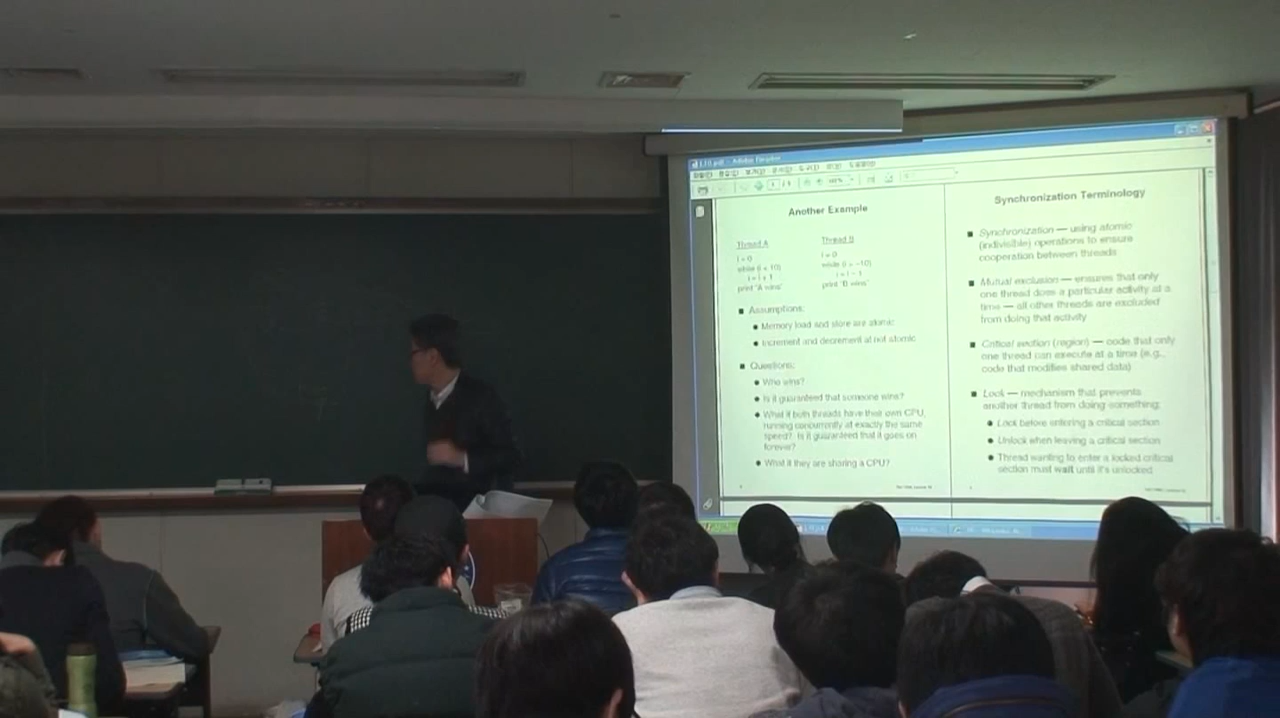 L10.pdf - Adobe Reader
Another Example
Thread A
Thread B
i = 0
i = 0
while (i < 10)
while (i > -10)
i = i + 1
i = i - 1
print "A wins"
print "B wins"
Assumptions:
Memory load and store are atomic
Increment and decrement at not atomic
Questions:
Who wins?
Is it guaranteed that someone wins?
What it both threads have their own CPU,
running concurrently at exactly the same
speed? Is it guaranteed that it goes on
forever?
What it they are sharing a CPU?
Synchronization Terminology
Synchronization — using atomic
(indivisible) operations to ensure
cooperation between threads
Mutual exclusion — ensures that only
one thread does a particular activity at a
time — all other threads are excluded
from doing that activity
Critical section (region) — code that only
one thread can execute at a time (e.g.,
code that modifies shared data)
Lock — mechanism that prevents
another thread from doing something:
Lock before entering a critical section
Unlock when leaving a critical section
Thread wanting to enter a locked critical
section must wait until it's unlocked